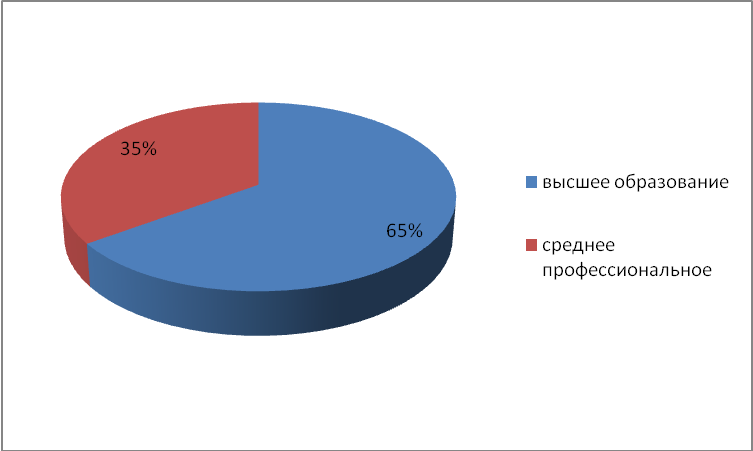 35%
65%
высшее образование
среднее
профессиональное